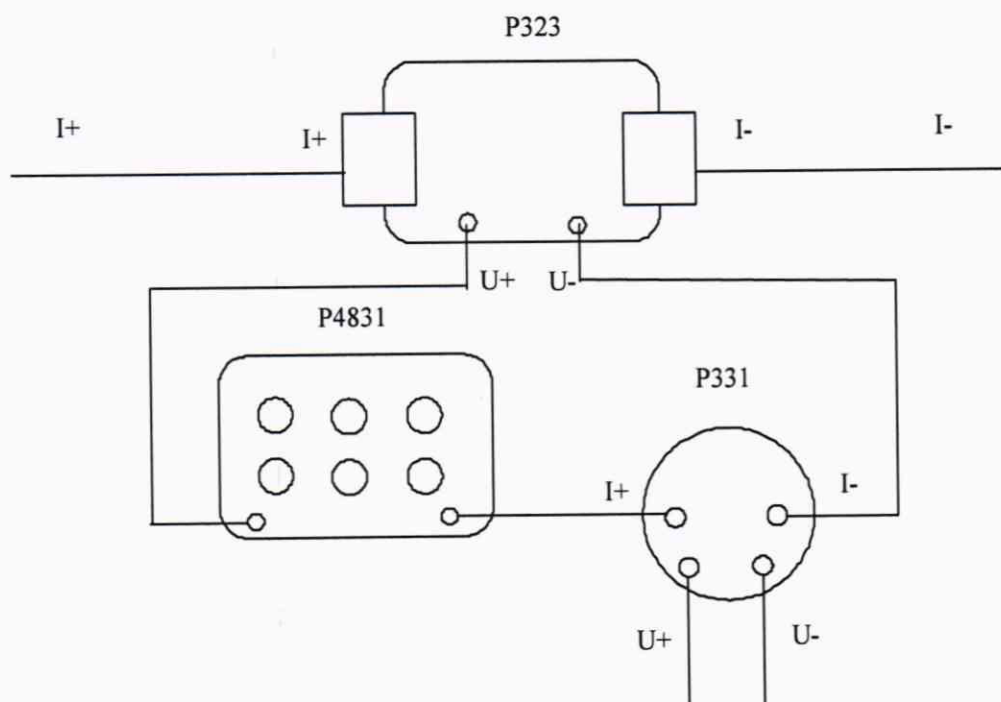 P323
I+ I+ I- I-
U+ U-
P4831
P331
I+ I-
U+ U-